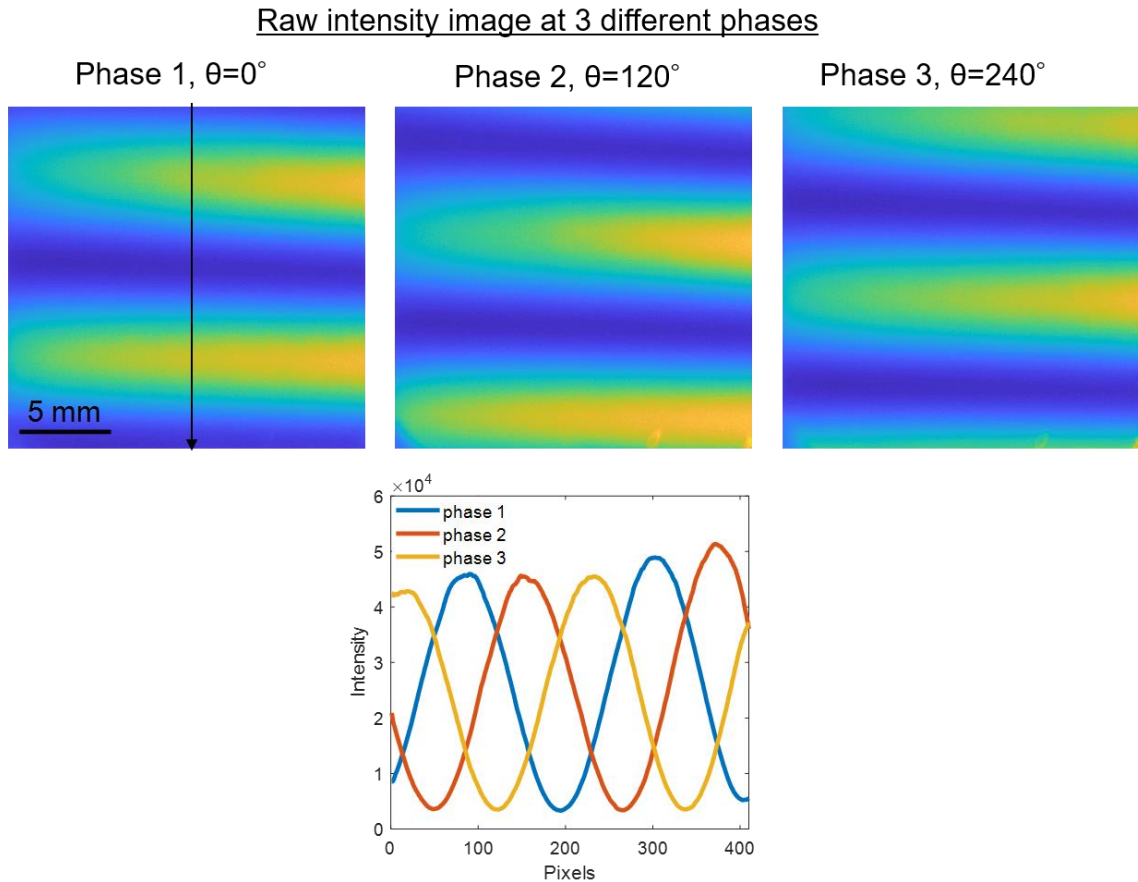 Raw intensity image at 3 different phases
Phase 1, θ=0°
Phase 2, θ=120°
Phase 3, θ=240°
5 mm
×10⁴
6
5
4
3
2
1
0
phase 1
phase 2
phase 3
Intensity
0
100
200
300
400
Pixels